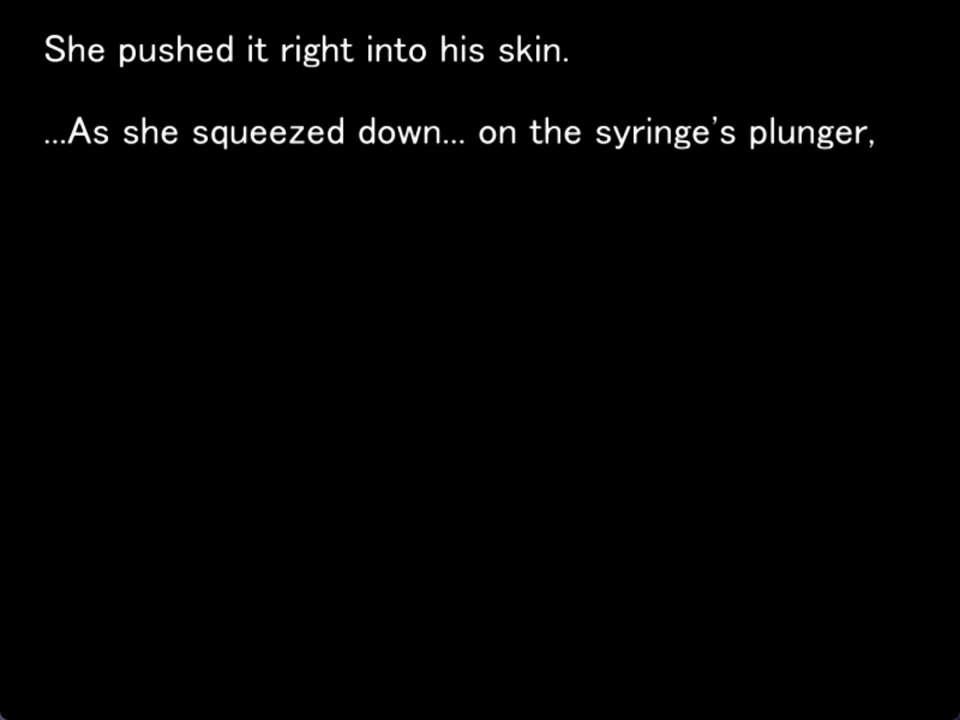 She pushed it right into his skin.
...As she squeezed down... on the syringe's plunger,